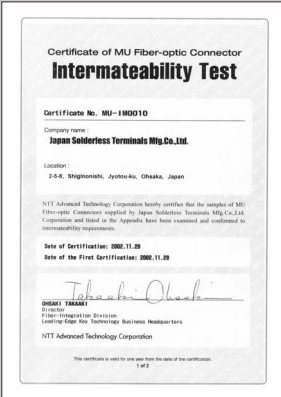 Certificate of MU Fiber-optic Connector
Intermateability Test
Certificate No. MU-IM0010
Company name :
Japan Solderless Terminals Mfg.Co.,Ltd.
Location :
2-5-8, Shiginonishi, Jyotou-ku, Ohsaka, Japan
NTT Advanced Technology Corporation hereby certifies that the samples of MU
Fiber-optic Connectors supplied by Japan Solderless Terminals Mfg.Co.,Ltd.
Corporation and listed in the Appendix have been examined and conformed to
intermateability requirements.
Date of Certification: 2002.11.29
Date of the First Certification: 2002.11.29
Takaaki Ohsaki
OHSAKI TAKAAKI
Director
Fiber-Integration Division
Leading-Edge Key Technology Business Headquarters
NTT Advanced Technology Corporation
This certificate is valid for one year from the date of the certification.
1 of 2